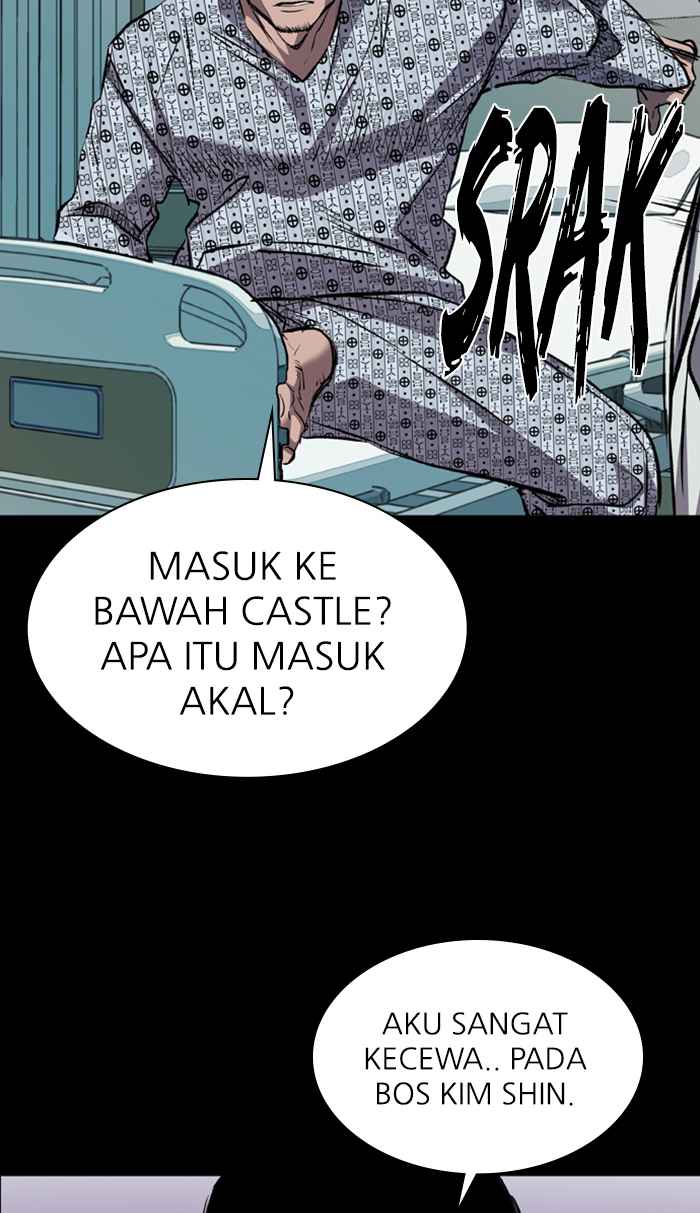 SRAK
MASUK KE
BAWAH CASTLE?
APA ITU MASUK
AKAL?
AKU SANGAT
KECEWA.. PADA
BOS KIM SHIN.